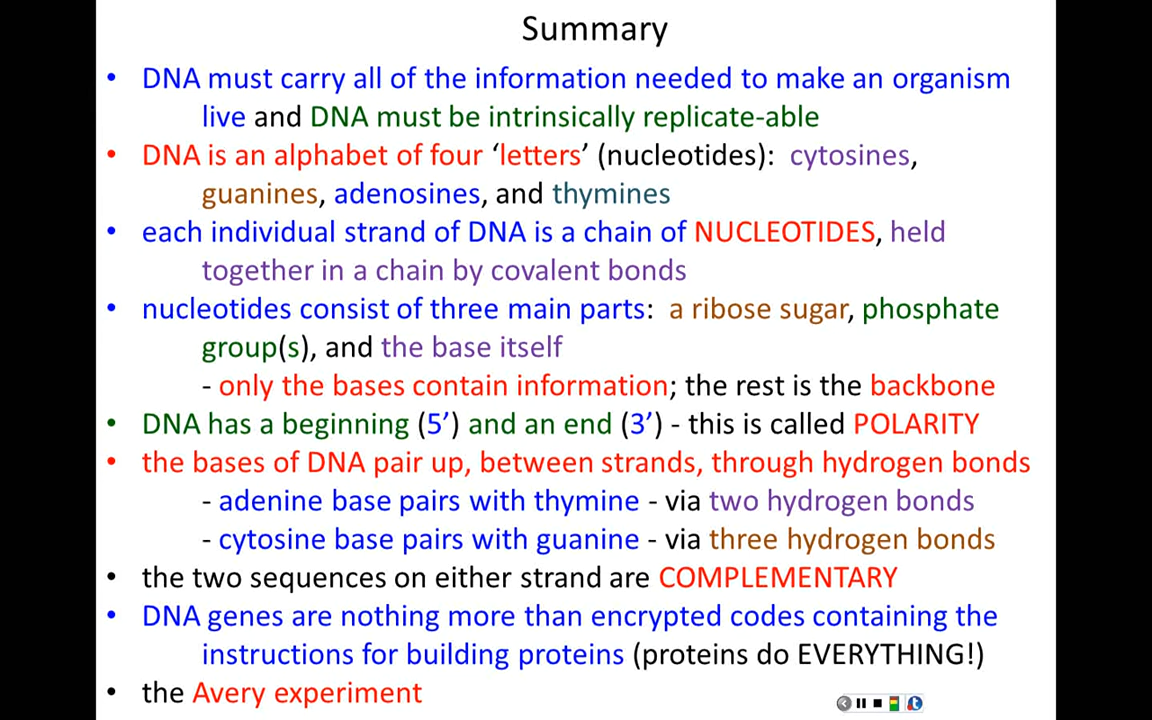 Summary
• DNA must carry all of the information needed to make an organism
live and DNA must be intrinsically replicate-able
• DNA is an alphabet of four ‘letters’ (nucleotides): cytosines,
guanines, adenosines, and thymines
• each individual strand of DNA is a chain of NUCLEOTIDES, held
together in a chain by covalent bonds
• nucleotides consist of three main parts: a ribose sugar, phosphate
group(s), and the base itself
- only the bases contain information; the rest is the backbone
• DNA has a beginning (5’) and an end (3’) - this is called POLARITY
• the bases of DNA pair up, between strands, through hydrogen bonds
- adenine base pairs with thymine - via two hydrogen bonds
- cytosine base pairs with guanine - via three hydrogen bonds
• the two sequences on either strand are COMPLEMENTARY
• DNA genes are nothing more than encrypted codes containing the
instructions for building proteins (proteins do EVERYTHING!)
• the Avery experiment